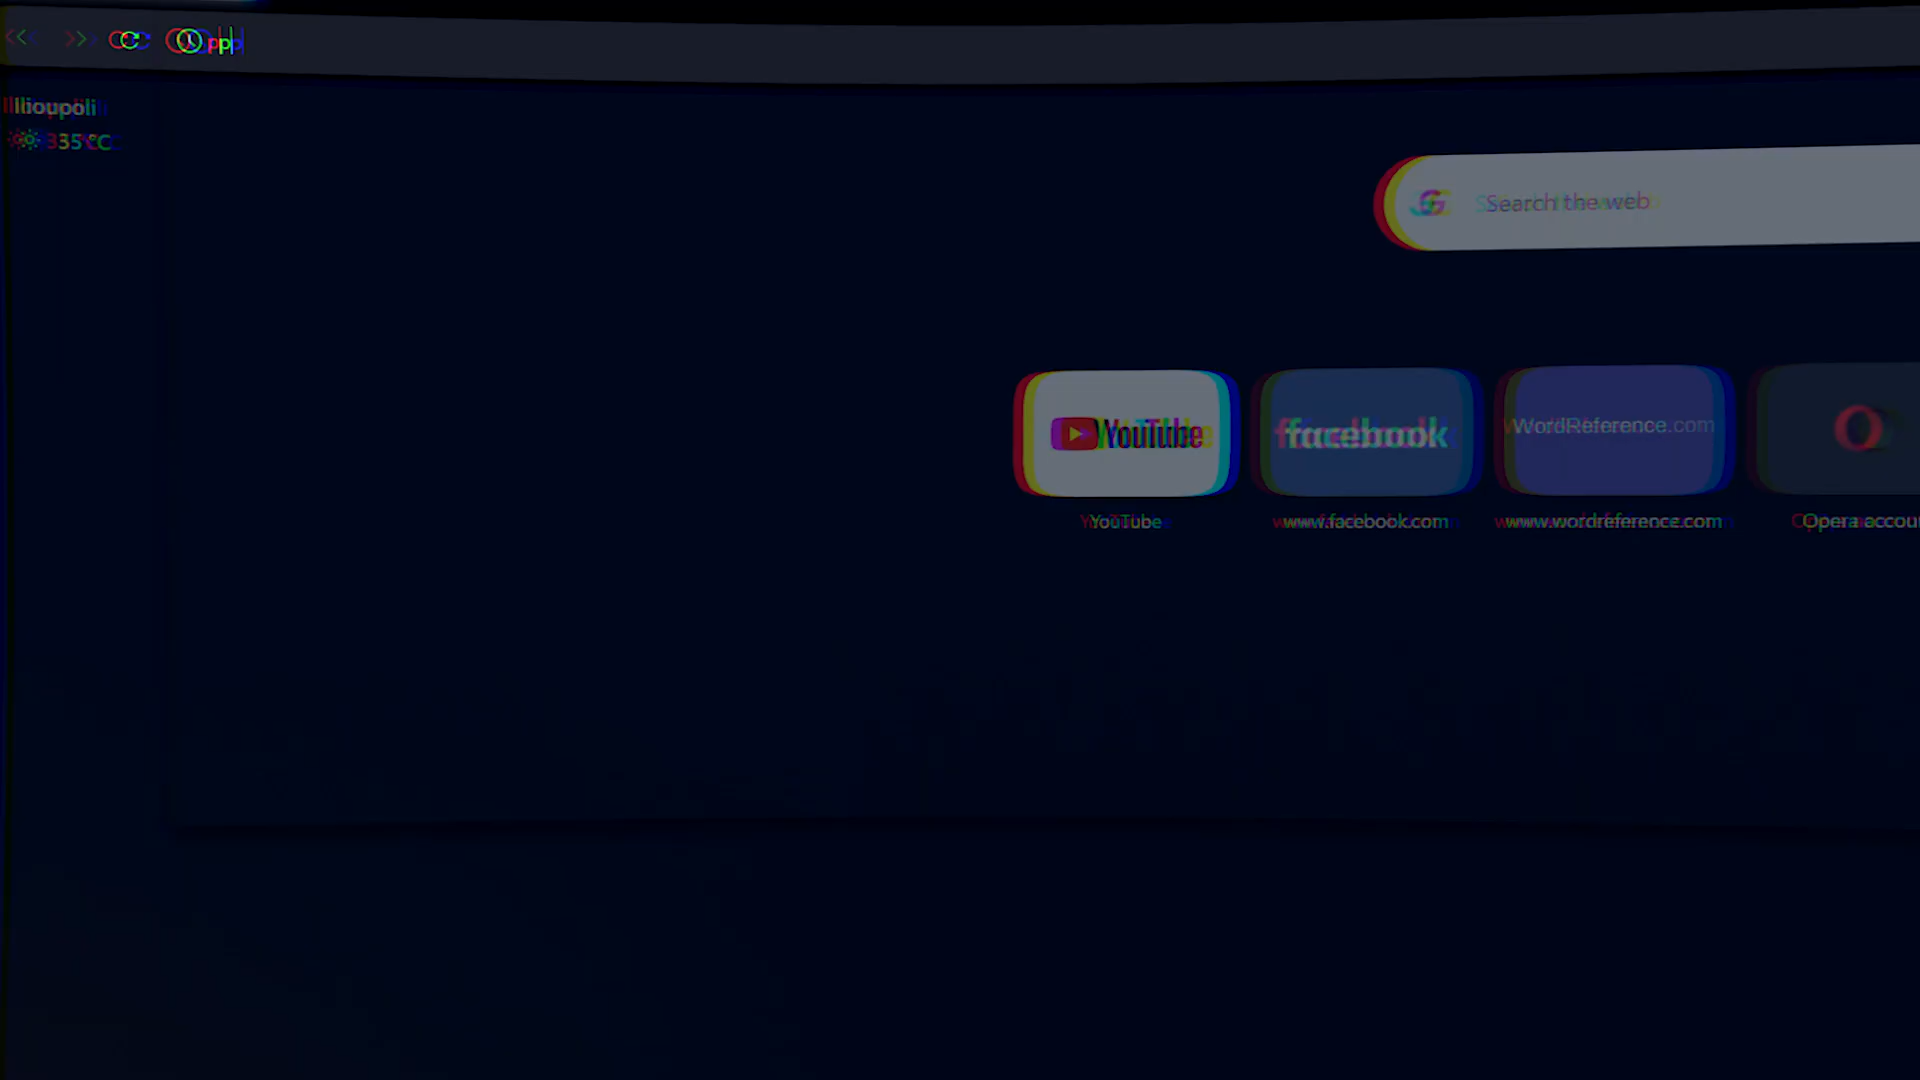 p
Ilioupoli
35°C
Search the web
YouTube
facebook
WordReference.com
YouTube
www.facebook.com
www.wordreference.com
Opera accou